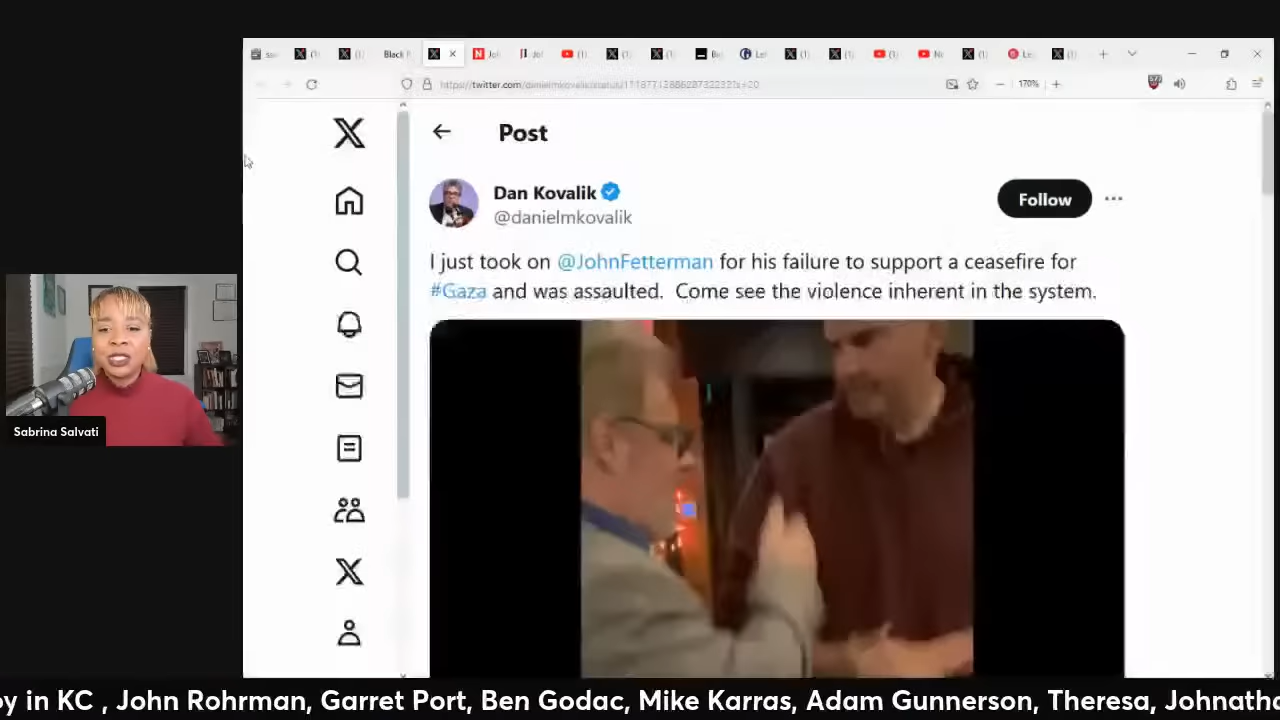 Black
170%
Post
Dan Kovalik
@danielmkovalik
Follow
I just took on @JohnFetterman for his failure to support a ceasefire for
#Gaza and was assaulted. Come see the violence inherent in the system.
Sabrina Salvati
in KC , John Rohrman, Garret Port, Ben Godac, Mike Karras, Adam Gunnerson, Theresa,